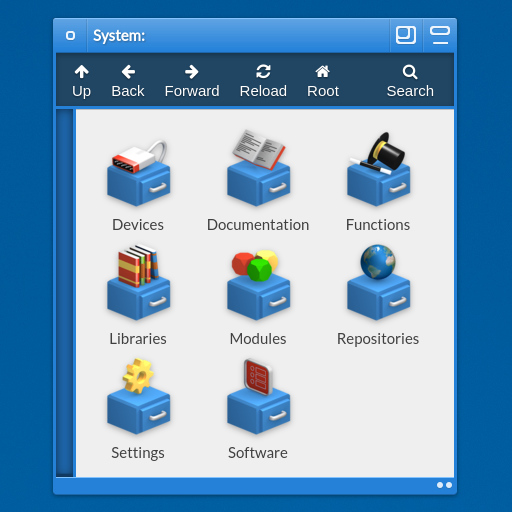 System:
Up Back Forward Reload Root Search
Devices Documentation Functions
Libraries Modules Repositories
Settings Software